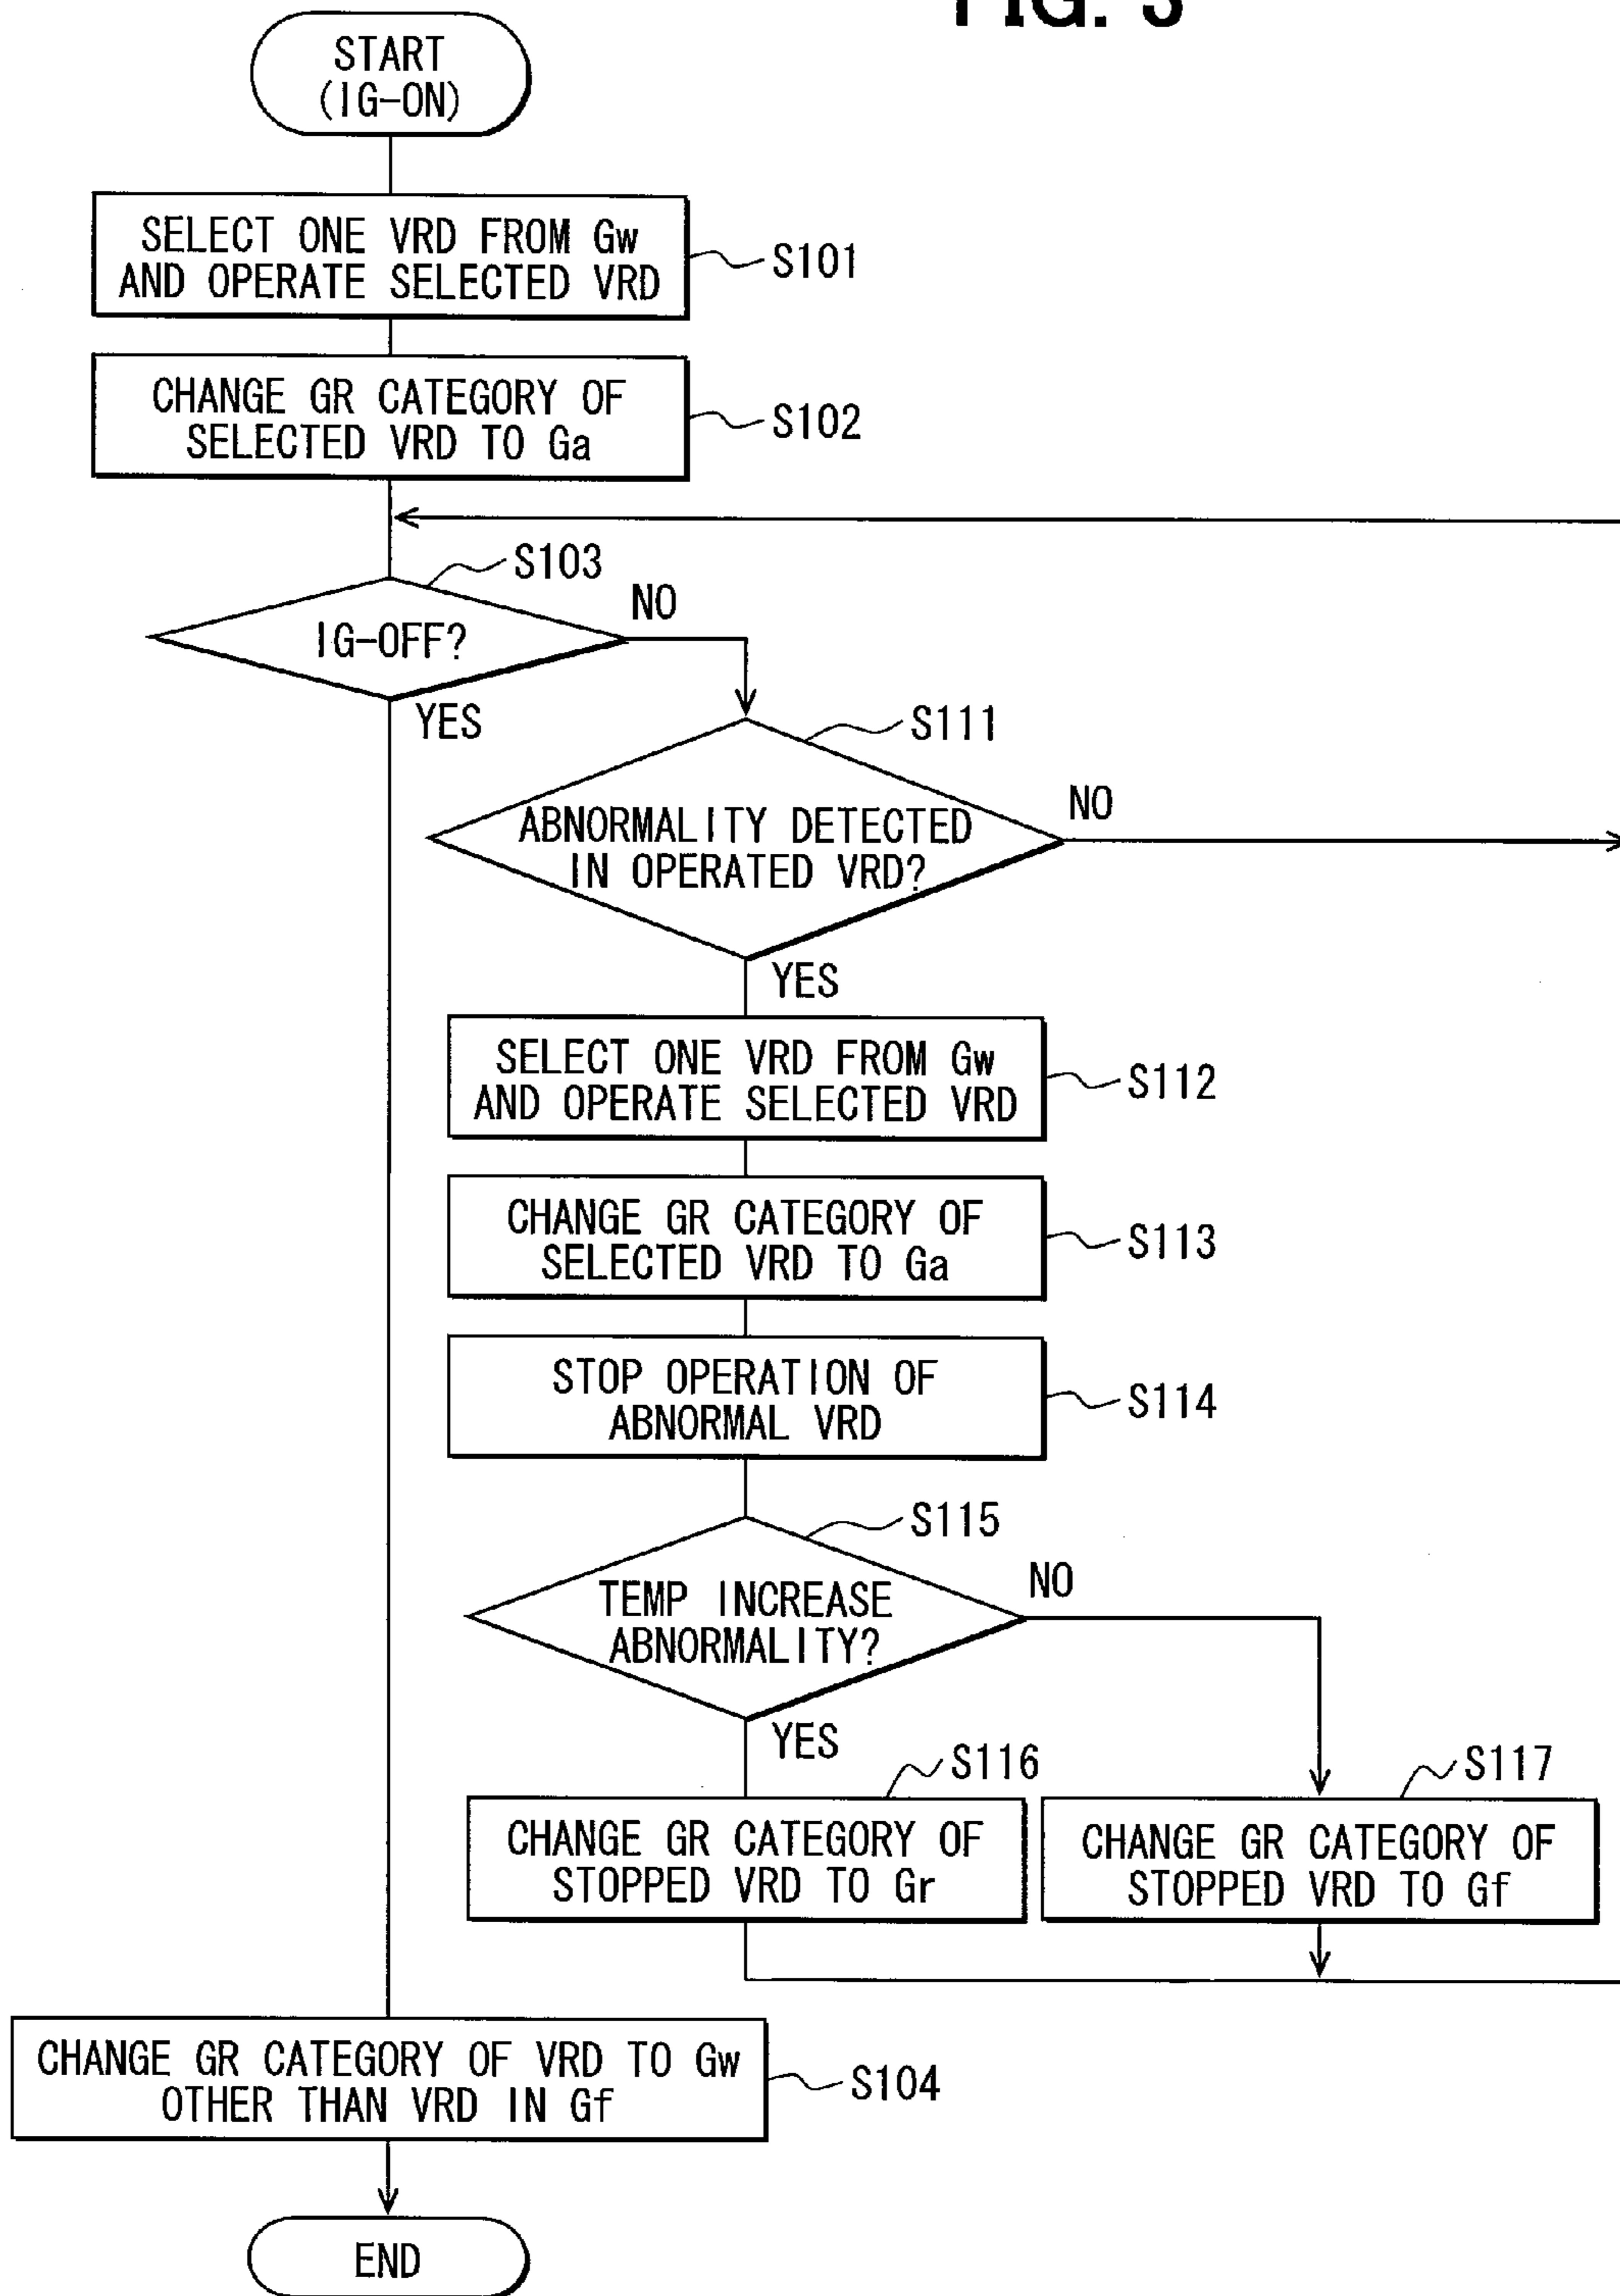 FIG. 3
START
(IG-ON)
SELECT ONE VRD FROM Gw
AND OPERATE SELECTED VRD
S101
CHANGE GR CATEGORY OF
SELECTED VRD TO Ga
S102
S103
IG-OFF?
NO
YES
S111
ABNORMALITY DETECTED
IN OPERATED VRD?
NO
YES
SELECT ONE VRD FROM Gw
AND OPERATE SELECTED VRD
S112
CHANGE GR CATEGORY OF
SELECTED VRD TO Ga
S113
STOP OPERATION OF
ABNORMAL VRD
S114
S115
TEMP INCREASE
ABNORMALITY?
NO
YES
S116
CHANGE GR CATEGORY OF
STOPPED VRD TO Gr
S117
CHANGE GR CATEGORY OF
STOPPED VRD TO Gf
CHANGE GR CATEGORY OF VRD TO Gw
OTHER THAN VRD IN Gf
S104
END